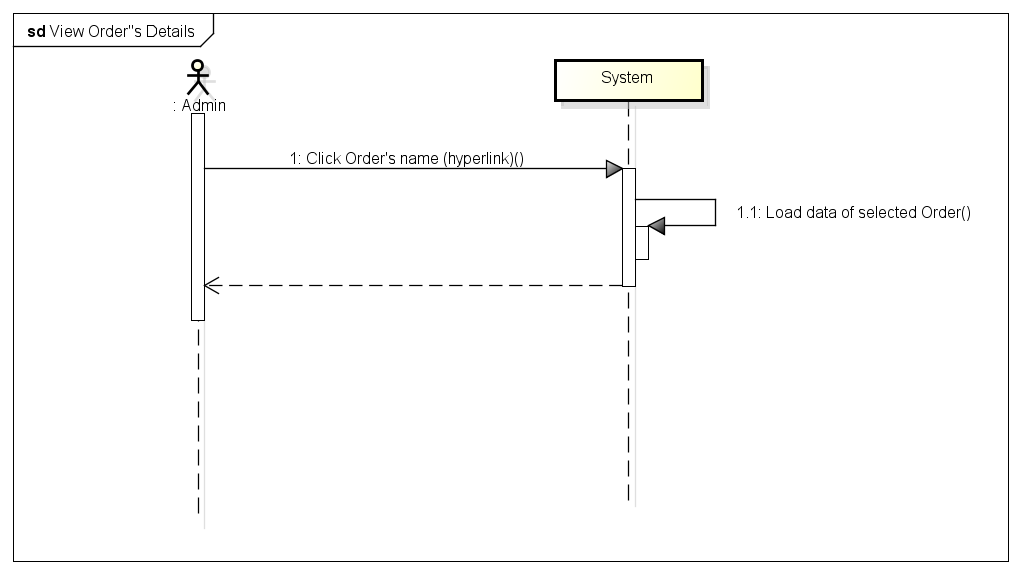 sd View Order"s Details
System
: Admin
1: Click Order's name (hyperlink)()
1.1: Load data of selected Order()